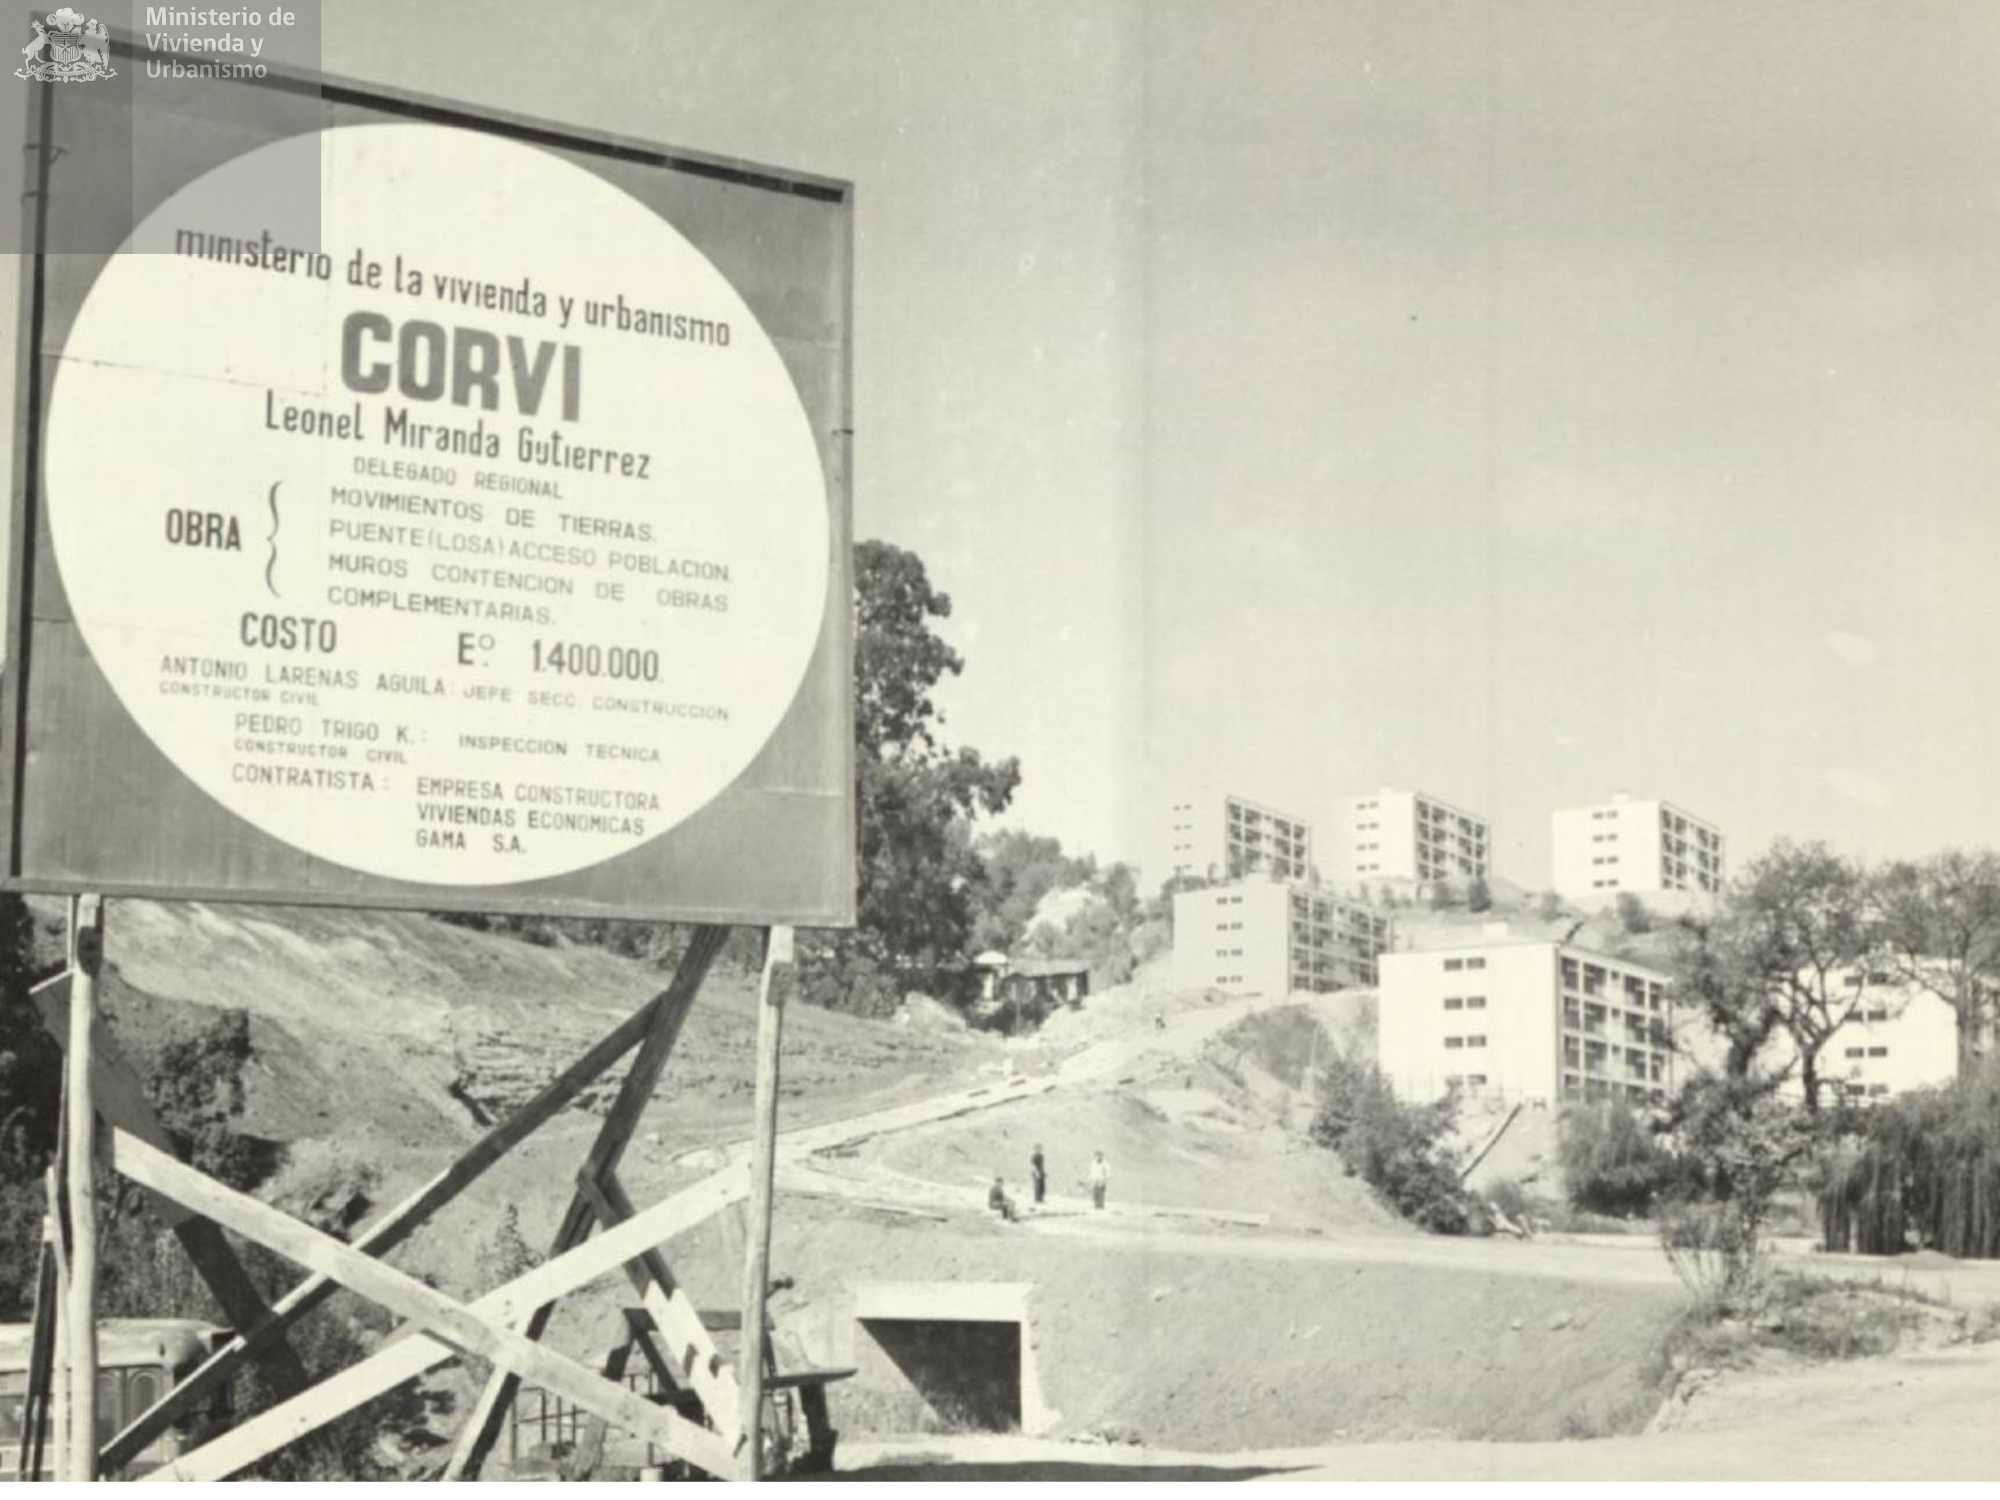 Ministerio de
Vivienda y
Urbanismo
ministerio de la vivienda y urbanismo
CORVI
Leonel Miranda Gutierrez
DELEGADO REGIONAL
OBRA { MOVIMIENTOS DE TIERRAS.
PUENTE (LOSA) ACCESO POBLACION.
MUROS CONTENCION DE OBRAS
COMPLEMENTARIAS.
COSTO Eº. 1.400.000.
ANTONIO LARENAS AGUILA: JEFE SECC. CONSTRUCCION
CONSTRUCTOR CIVIL
PEDRO TRIGO K.: INSPECCION TECNICA
CONSTRUCTOR CIVIL
CONTRATISTA: EMPRESA CONSTRUCTORA
VIVIENDAS ECONOMICAS
GAMA S.A.